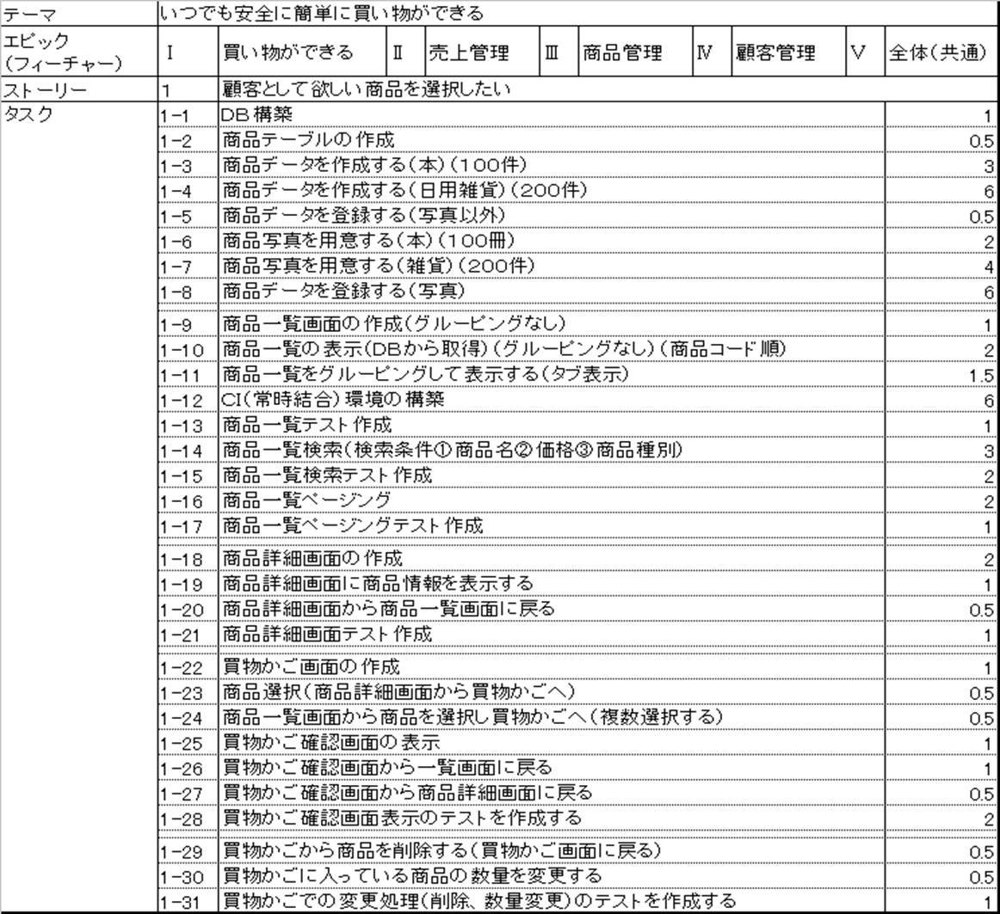 テーマ いつでも安全に簡単に買い物ができる
エピック（フィーチャー） Ⅰ 買い物ができる Ⅱ 売上管理 Ⅲ 商品管理 Ⅳ 顧客管理 Ⅴ 全体（共通）
ストーリー 1 顧客として欲しい商品を選択したい
タスク 1-1 DB構築 1
1-2 商品テーブルの作成 0.5
1-3 商品データを作成する（本）（100件） 3
1-4 商品データを作成する（日用雑貨）（200件） 6
1-5 商品データを登録する（写真以外） 0.5
1-6 商品写真を用意する（本）（100冊） 2
1-7 商品写真を用意する（雑貨）（200件） 4
1-8 商品データを登録する（写真） 6
1-9 商品一覧画面の作成（グルーピングなし） 1
1-10 商品一覧の表示（DBから取得）（グルーピングなし）（商品コード順） 2
1-11 商品一覧をグルーピングして表示する（タブ表示） 1.5
1-12 CI（常時結合）環境の構築 6
1-13 商品一覧テスト作成 1
1-14 商品一覧検索（検索条件①商品名②価格③商品種別） 3
1-15 商品一覧検索テスト作成 2
1-16 商品一覧ページング 2
1-17 商品一覧ページングテスト作成 1
1-18 商品詳細画面の作成 2
1-19 商品詳細画面に商品情報を表示する 1
1-20 商品詳細画面から商品一覧画面に戻る 0.5
1-21 商品詳細画面テスト作成 1
1-22 買物かご画面の作成 1
1-23 商品選択（商品詳細画面から買物かごへ） 0.5
1-24 商品一覧画面から商品を選択し買物かごへ（複数選択する） 0.5
1-25 買物かご確認画面の表示 1
1-26 買物かご確認画面から一覧画面に戻る 1
1-27 買物かご確認画面から商品詳細画面に戻る 0.5
1-28 買物かご確認画面表示のテストを作成する 2
1-29 買物かごから商品を削除する（買物かご画面に戻る） 0.5
1-30 買物かごに入っている商品の数量を変更する 0.5
1-31 買物かごでの変更処理（削除、数量変更）のテストを作成する 1